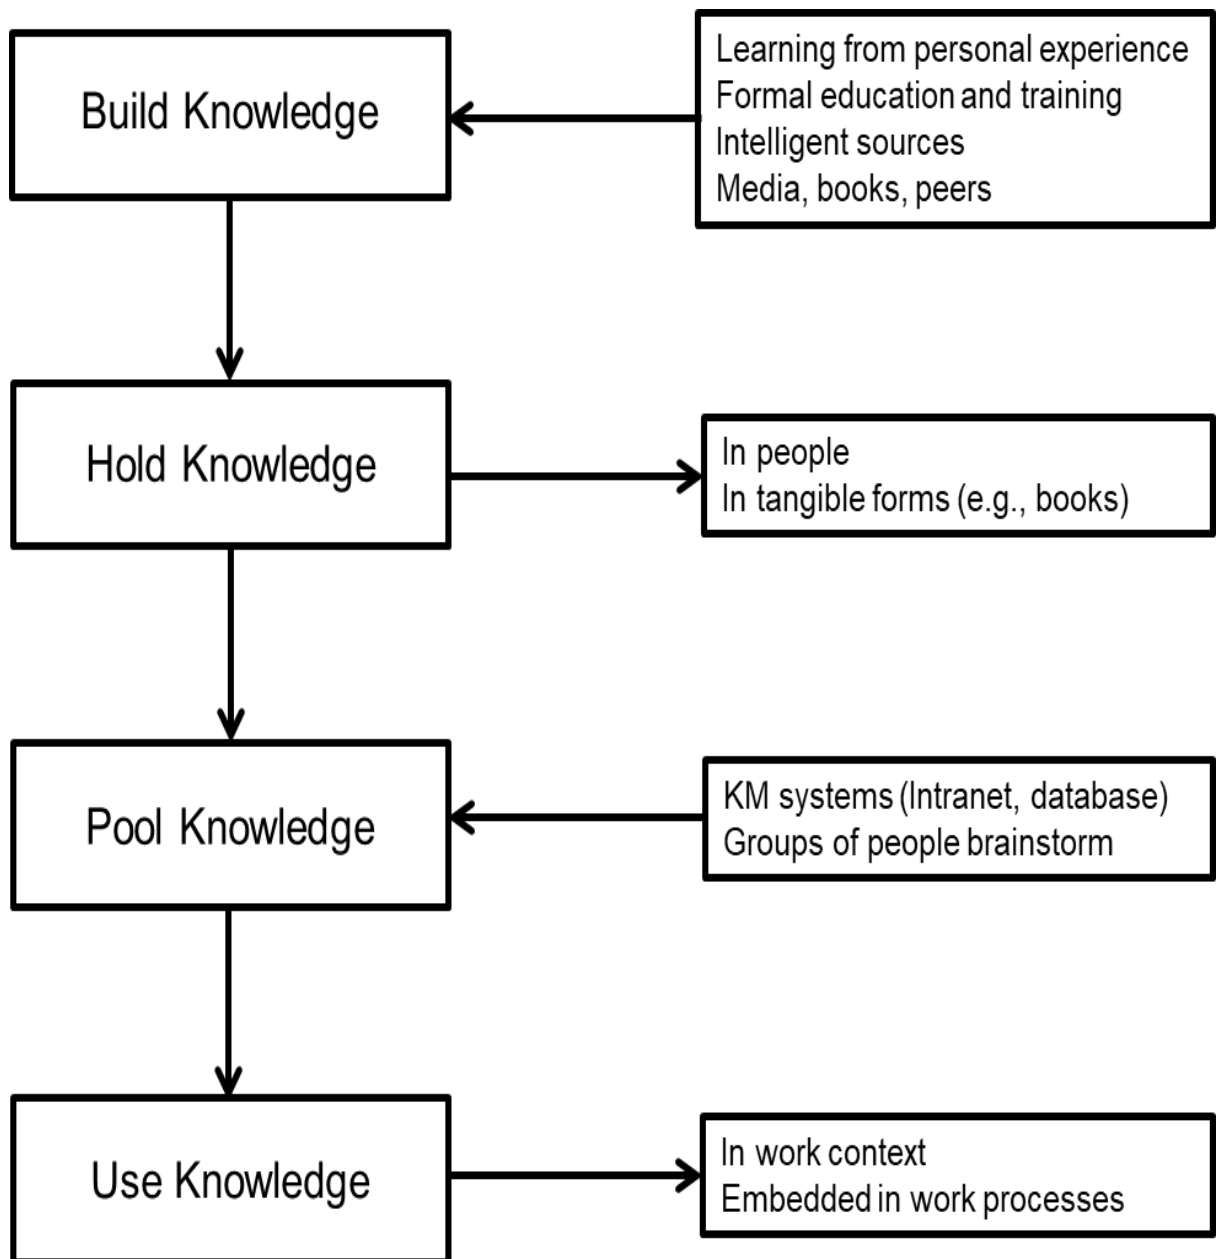 Build Knowledge
Learning from personal experience
Formal education and training
Intelligent sources
Media, books, peers
Hold Knowledge
In people
In tangible forms (e.g., books)
Pool Knowledge
KM systems (Intranet, database)
Groups of people brainstorm
Use Knowledge
In work context
Embedded in work processes